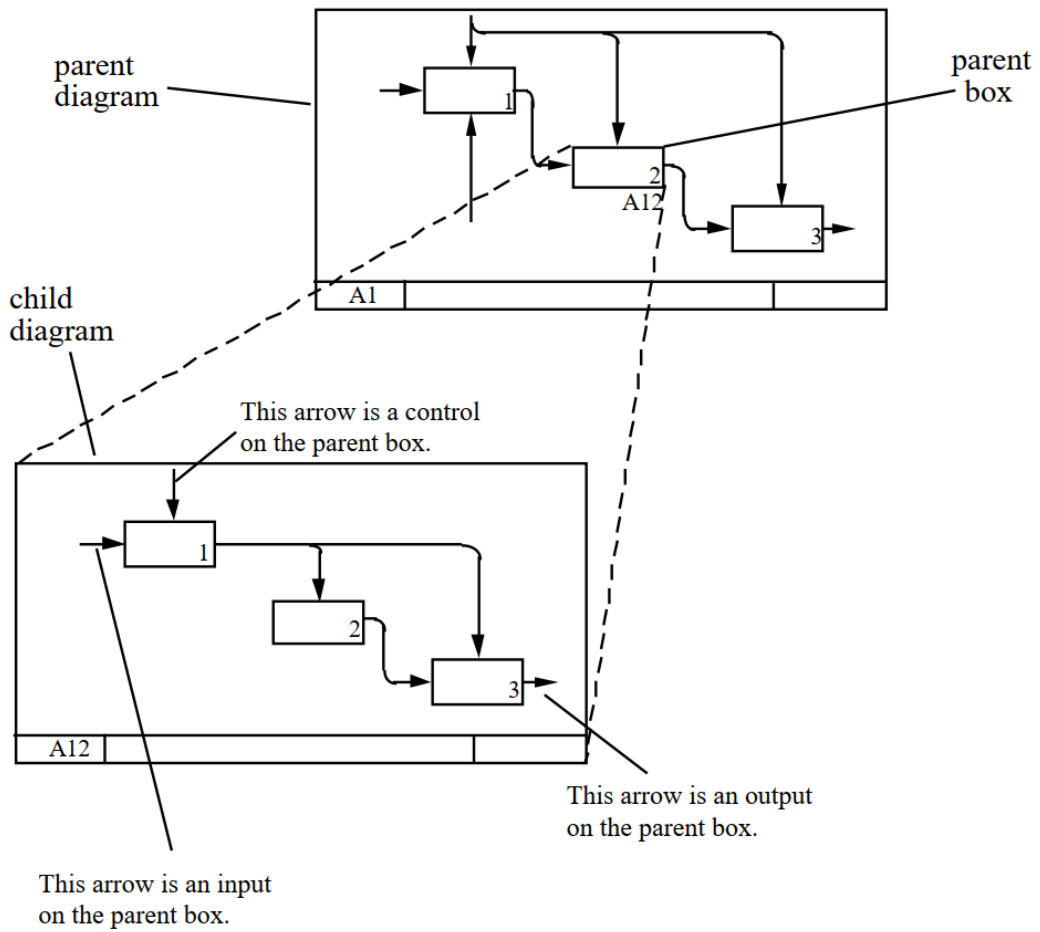 parent
diagram
parent
box
1
2
A12
3
A1
child
diagram
This arrow is a control
on the parent box.
1
2
3
A12
This arrow is an output
on the parent box.
This arrow is an input
on the parent box.